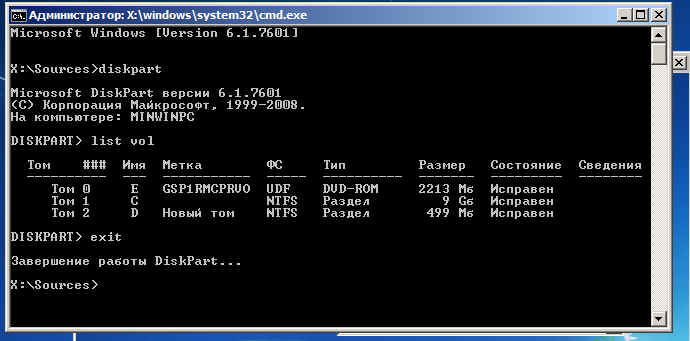 Администратор: X:\windows\system32\cmd.exe
Microsoft Windows [Version 6.1.7601]
X:\Sources>diskpart
Microsoft DiskPart версии 6.1.7601
(C) Корпорация Майкрософт, 1999-2008.
На компьютере: MINWINPC
DISKPART> list vol
Том ### Имя Метка ФС Тип Размер Состояние Сведения
---------- --- ----------- ----- ---------- ------- --------- --------
Том 0 E GSP1RMCPRVO UDF DVD-ROM 2213 Мб Исправен
Том 1 C NTFS Раздел 9 Gб Исправен
Том 2 D Новый том NTFS Раздел 499 Мб Исправен
DISKPART> exit
Завершение работы DiskPart...
X:\Sources>